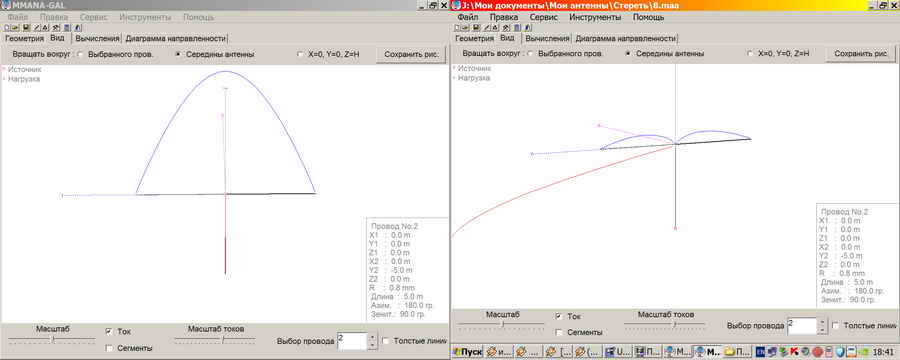 MMANA-GAL
Файл Правка Сервис Инструменты Помощь
Геометрия Вид Вычисления Диаграмма направленности
Вращать вокруг : Выбранного пров. Середины антенны X=0, Y=0, Z=H Сохранить рис.
Источник
Нагрузка
Провод No.2
X1 : 0.0 m
Y1 : 0.0 m
Z1 : 0.0 m
X2 : 0.0 m
Y2 : -5.0 m
Z2 : 0.0 m
R : 0.8 mm
Длина : 5.0 m
Азим. : 180.0 гр.
Зенит.: 90.0 гр.
Масштаб Ток Масштаб токов
Сегменты Выбор провода 2 Толстые линии
J:\Мои документы\Мои антенны\Стереть\8.maa
Файл Правка Сервис Инструменты Помощь
Геометрия Вид Вычисления Диаграмма направленности
Вращать вокруг : Выбранного пров. Середины антенны X=0, Y=0, Z=H Сохранить рис.
Источник
Нагрузка
Провод No.2
X1 : 0.0 m
Y1 : 0.0 m
Z1 : 0.0 m
X2 : 0.0 m
Y2 : -5.0 m
Z2 : 0.0 m
R : 0.8 mm
Длина : 5.0 m
Азим. : 180.0 гр.
Зенит.: 90.0 гр.
Масштаб Ток Масштаб токов
Сегменты Выбор провода 2 Толстые линии
Пуск и... [... (... U... П... M... M... П... EN 18:41